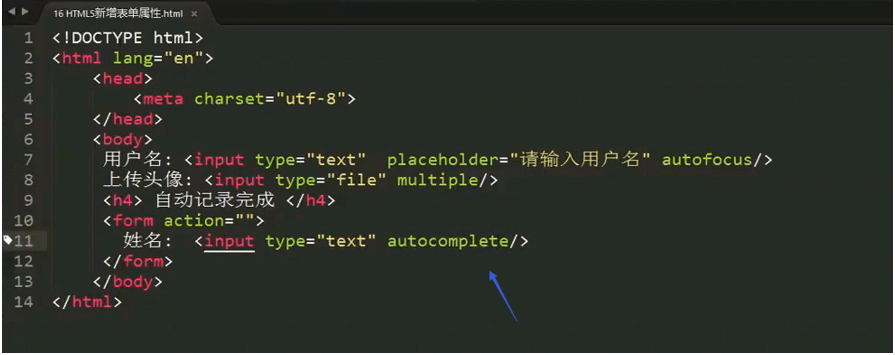 16 HTML5新增表单属性.html ×
1 <!DOCTYPE html>
2 <html lang="en">
3 <head>
4 <meta charset="utf-8">
5 </head>
6 <body>
7 用户名: <input type="text"  placeholder="请输入用户名" autofocus/>
8 上传头像: <input type="file" multiple/>
9 <h4> 自动记录完成 </h4>
10 <form action="">
11 姓名:  <input type="text" autocomplete/>
12 </form>
13 </body>
14 </html>